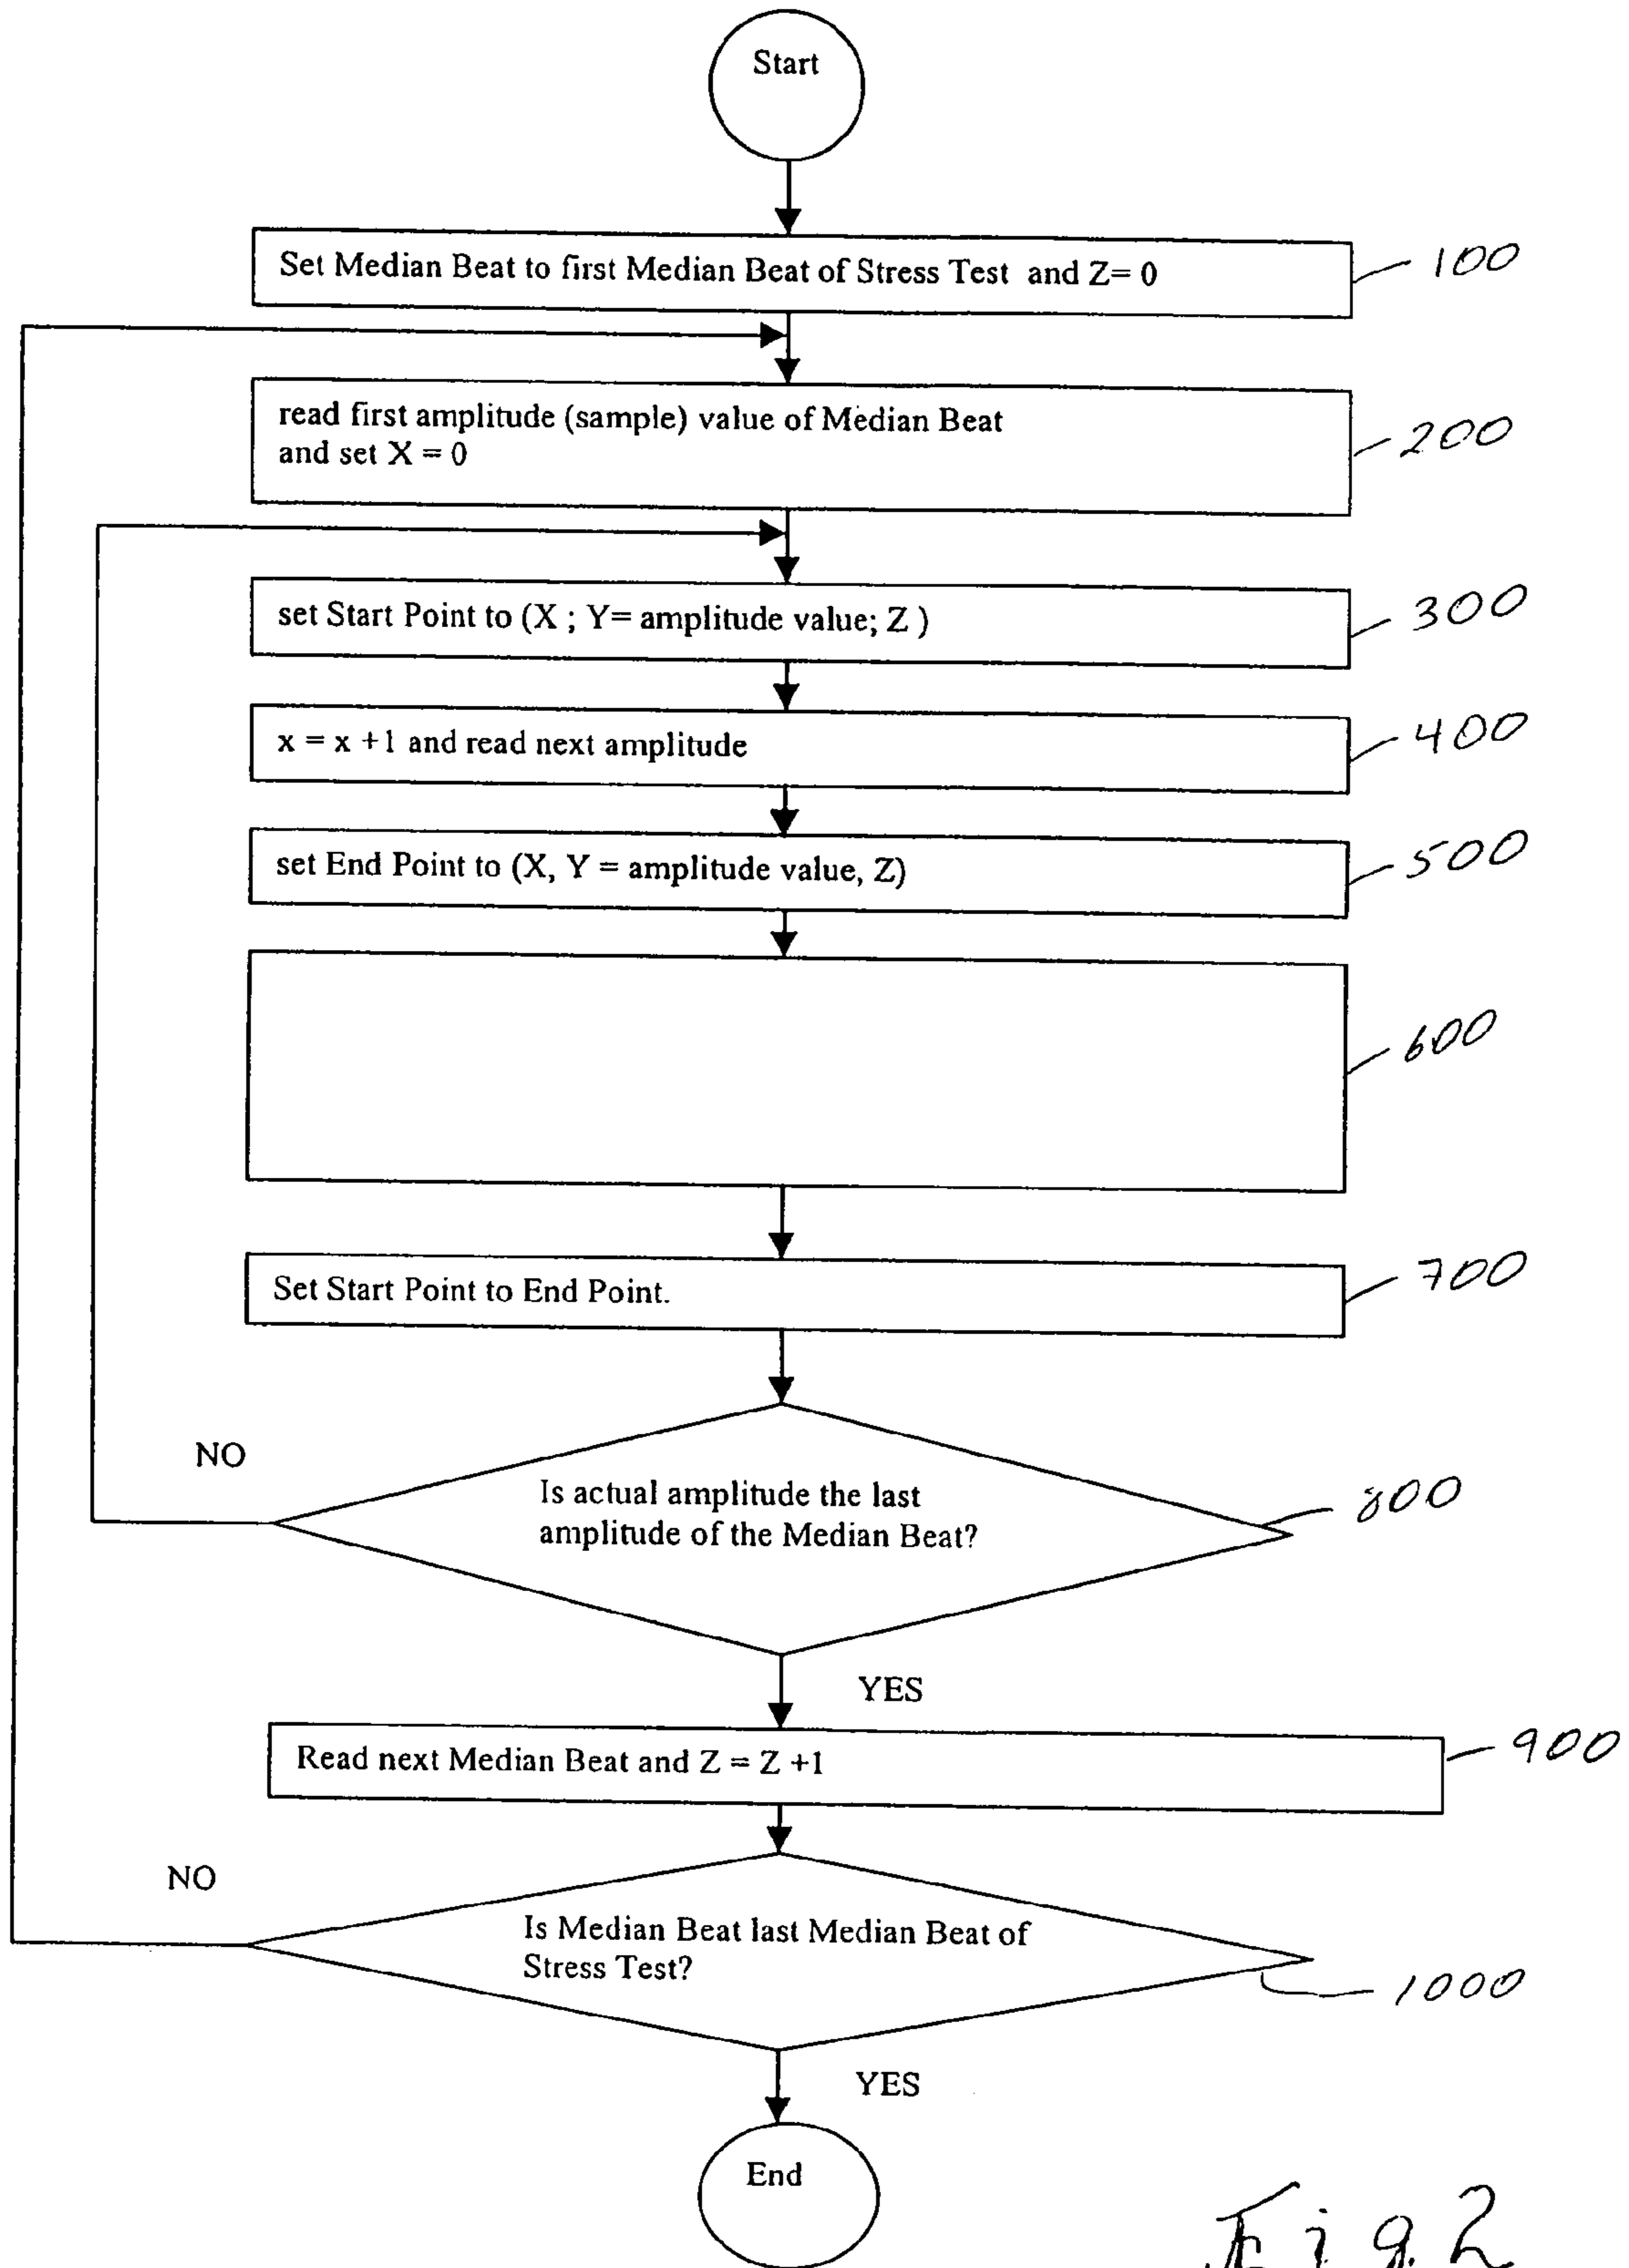 Start
Set Median Beat to first Median Beat of Stress Test and Z= 0
100
read first amplitude (sample) value of Median Beat
and set X = 0
200
set Start Point to (X ; Y= amplitude value; Z )
300
x = x +1 and read next amplitude
400
set End Point to (X, Y = amplitude value, Z)
500
600
Set Start Point to End Point.
700
NO
Is actual amplitude the last
amplitude of the Median Beat?
800
YES
Read next Median Beat and Z = Z +1
900
NO
Is Median Beat last Median Beat of
Stress Test?
1000
YES
End
Fig 2